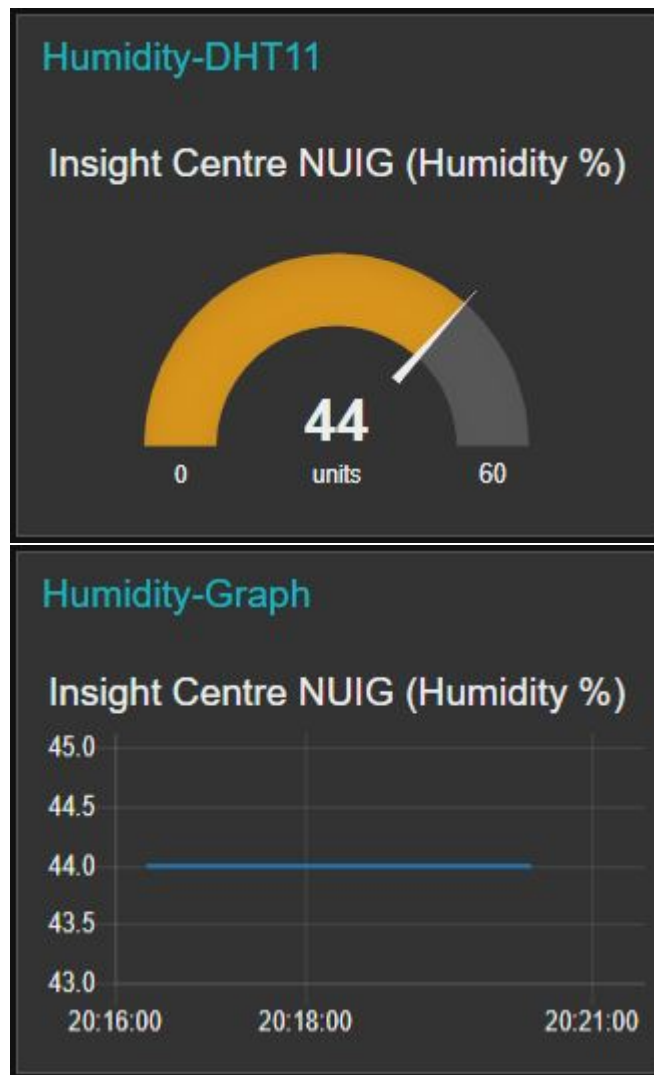 Humidity-DHT11
Insight Centre NUIG (Humidity %)
44
0 units 60
Humidity-Graph
Insight Centre NUIG (Humidity %)
45.0
44.5
44.0
43.5
43.0
20:16:00 20:18:00 20:21:00